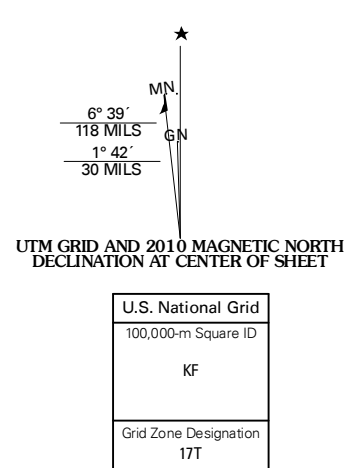 ★
MN.
6° 39´
118 MILS
GN
1° 42´
30 MILS
UTM GRID AND 2010 MAGNETIC NORTH
DECLINATION AT CENTER OF SHEET
U.S. National Grid
100,000-m Square ID
KF
Grid Zone Designation
17T